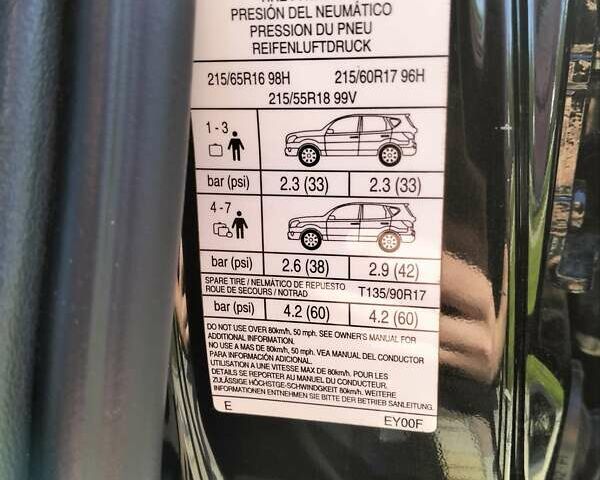 PRESIÓN DEL NEUMÁTICO
PRESSION DU PNEU
REIFENLUFTDRUCK
215/65R16 98H 215/60R17 96H
215/55R18 99V
1 - 3
bar (psi) 2.3 (33) 2.3 (33)
4 - 7
bar (psi) 2.6 (38) 2.9 (42)
SPARE TIRE / NELMÁTICO DE REPUESTO
ROUE DE SECOURS / NOTRAD T135/90R17
bar (psi) 4.2 (60) 4.2 (60)
DO NOT USE OVER 80km/h, 50 mph. SEE OWNER'S MANUAL FOR
ADDITIONAL INFORMATION.
NO USE A MAS DE 80km/h, 50 mph. VEA MANUAL DEL CONDUCTOR
PARA INFORMACIÓN ADICIONAL.
UTILISATION A UNE VITESSE MAX DE 80km/h. POUR LES
DETAILS SE REPORTER AU MANUEL DU CONDUCTEUR.
ZULÄSSIGE HÖCHSTGE-SCHWINDGKEIT 80km/h. WEITERE
INFORMATIONEN ENTNEHMEN SIE BITTE DER BETRIEB SANLEITUNG.
E EY00F